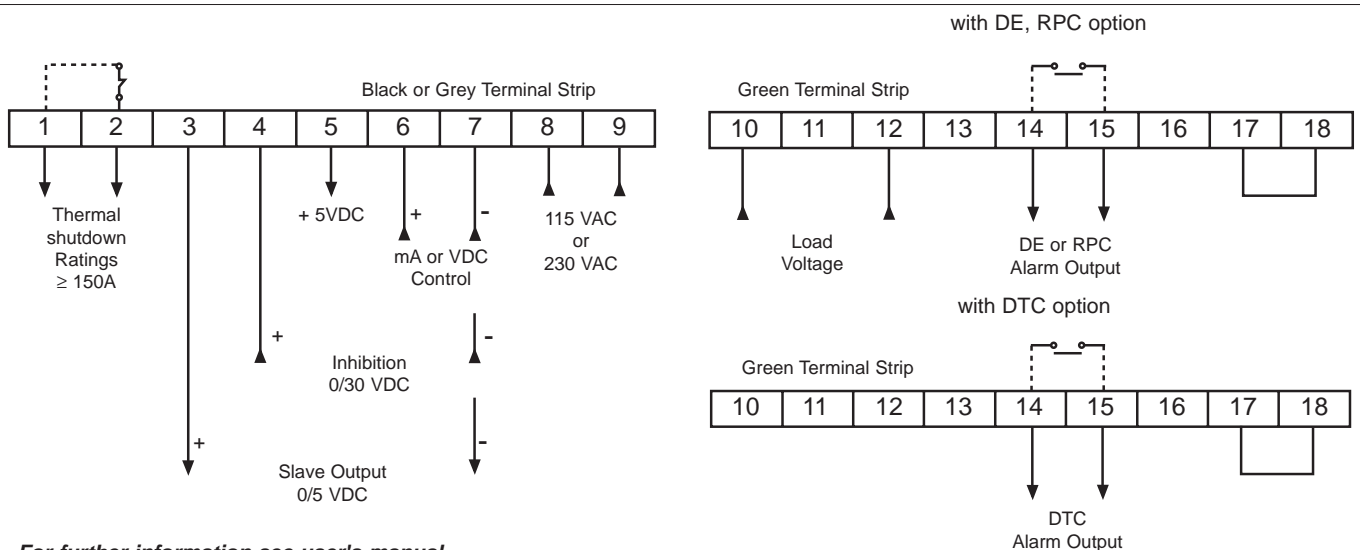 with DE, RPC option
Black or Grey Terminal Strip
1 2 3 4 5 6 7 8 9
Thermal
shutdown
Ratings
≥ 150A
+ 5VDC
+
-
mA or VDC
Control
115 VAC
or
230 VAC
+
Inhibition
0/30 VDC
-
+
Slave Output
0/5 VDC
-
Green Terminal Strip
10 11 12 13 14 15 16 17 18
Load
Voltage
DE or RPC
Alarm Output
with DTC option
Green Terminal Strip
10 11 12 13 14 15 16 17 18
DTC
Alarm Output
For further information see user's manual